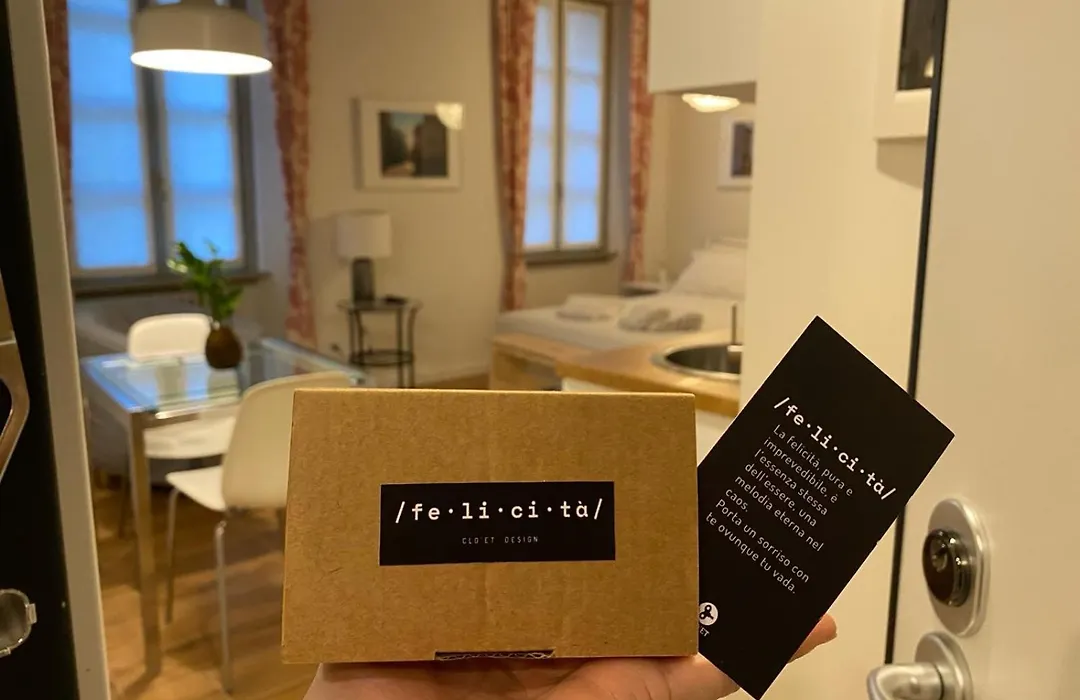 /fe·li·ci·tà/
CLO'ET DESIGN
/fe·li·ci·tà/
La felicità, pura e
imprevedibile, è
l'essenza stessa
dell'essere, una
melodia eterna nel
caos.
Porta un sorriso con
te ovunque tu vada.
ET